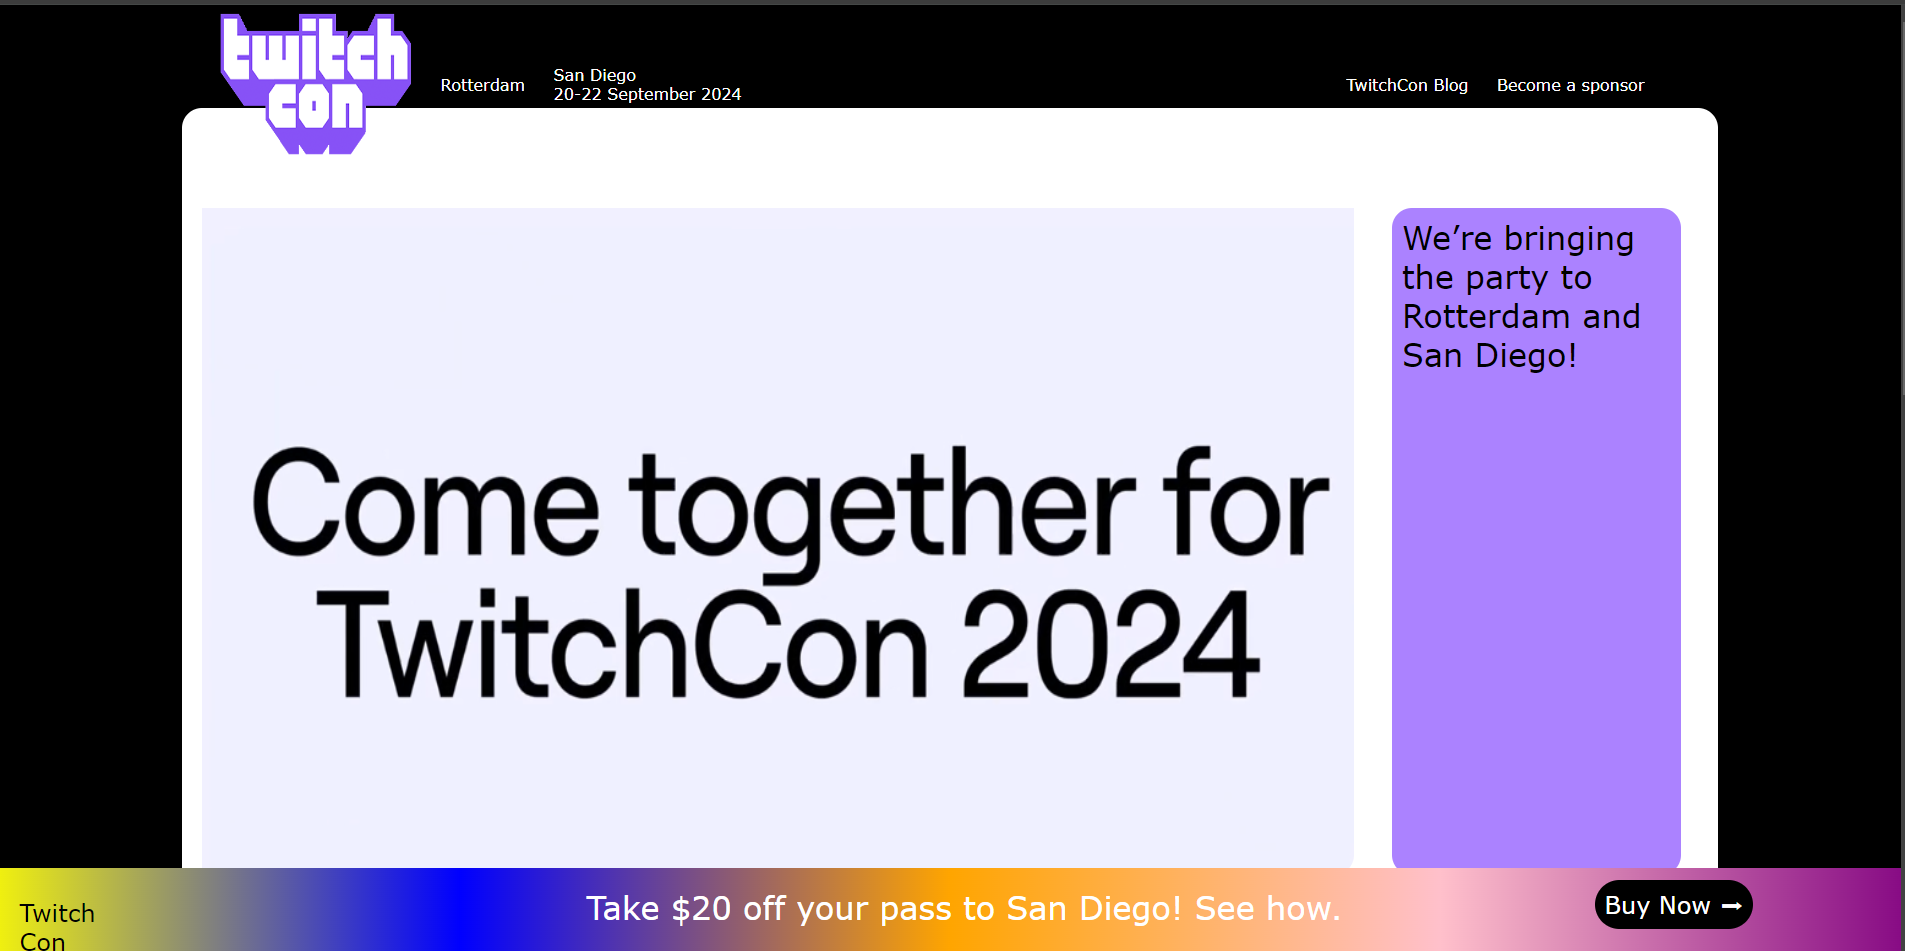 twitch
con
Rotterdam
San Diego
20-22 September 2024
TwitchCon Blog
Become a sponsor
Come together for
TwitchCon 2024
We’re bringing
the party to
Rotterdam and
San Diego!
Twitch
Con
Take $20 off your pass to San Diego! See how.
Buy Now ➞